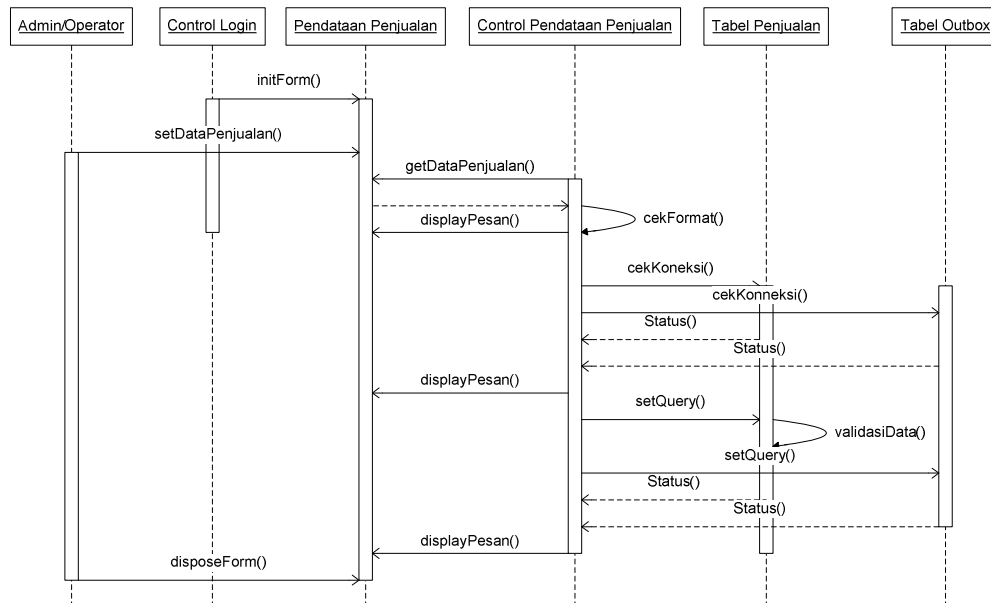 Admin/Operator
Control Login
Pendataan Penjualan
Control Pendataan Penjualan
Tabel Penjualan
Tabel Outbox
initForm()
setDataPenjualan()
getDataPenjualan()
displayPesan()
cekFormat()
cekKoneksi()
cekKonneksi()
Status()
Status()
displayPesan()
setQuery()
validasiData()
setQuery()
Status()
Status()
displayPesan()
disposeForm()